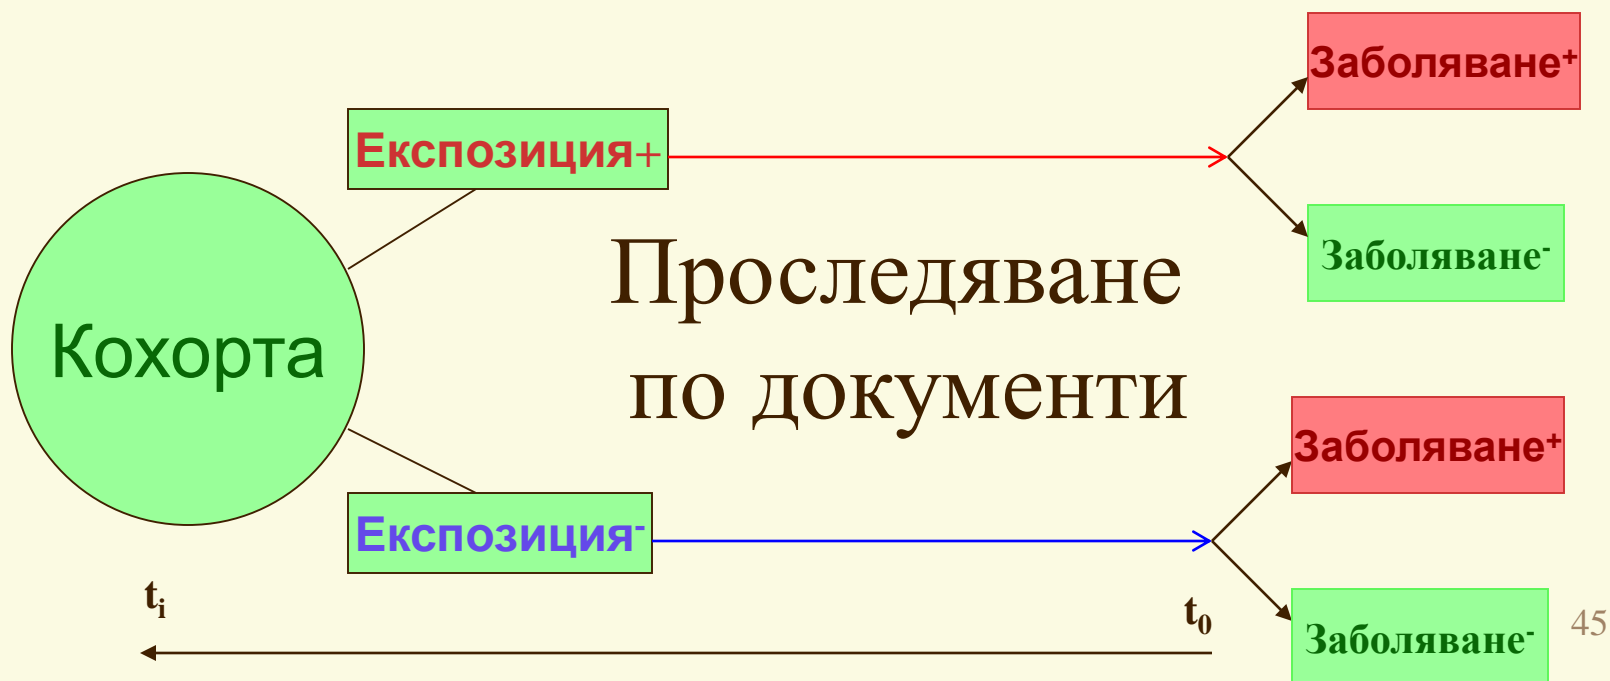 Заболяване⁺
Експозиция+
Заболяване⁻
Проследяване
по документи
Кохорта
Заболяване⁺
Експозиция⁻
tᵢ
t₀
Заболяване⁻
45